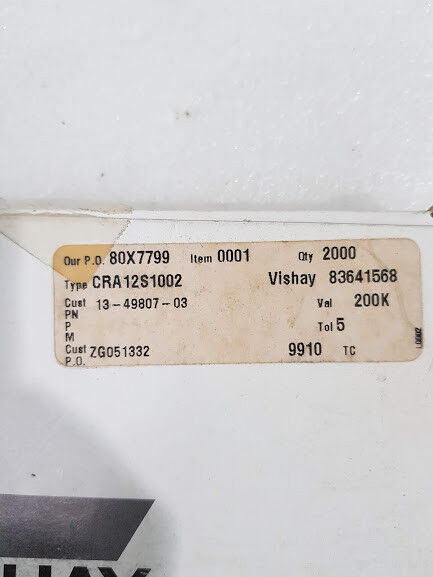 Our P.O. 80X7799 Item 0001 Qty 2000
Type CRA12S1002 Vishay 83641568
Cust PN 13-49807-03 Val 200K
P M Tol 5
Cust P.O. ZG051332 9910 TC